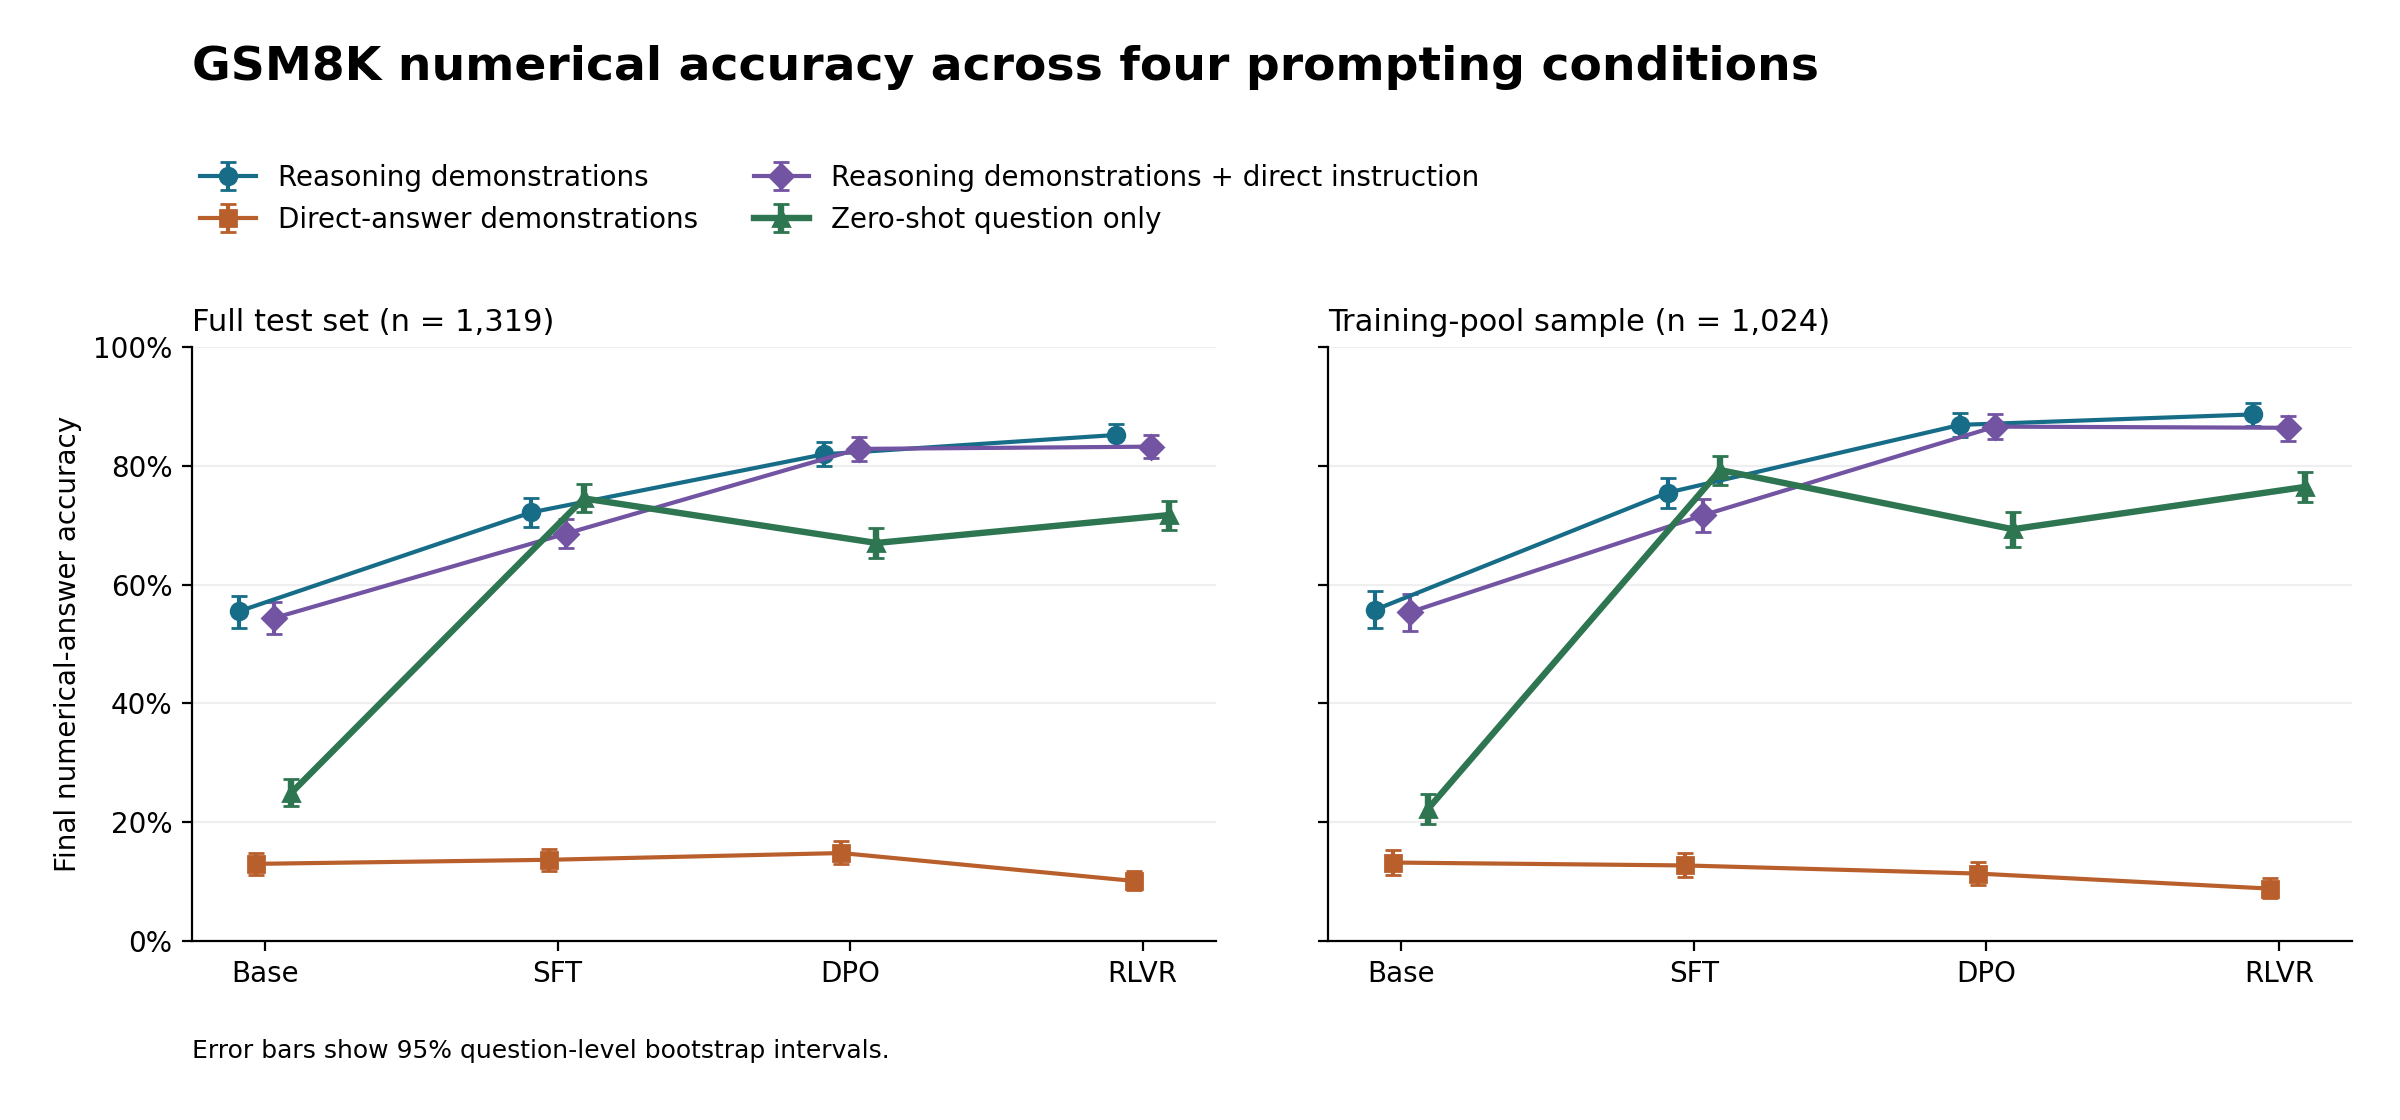 GSM8K numerical accuracy across four prompting conditions
Reasoning demonstrations
Direct-answer demonstrations
Reasoning demonstrations + direct instruction
Zero-shot question only
Full test set (n = 1,319)
Final numerical-answer accuracy
100%
80%
60%
40%
20%
0%
Base
SFT
DPO
RLVR
Training-pool sample (n = 1,024)
Base
SFT
DPO
RLVR
Error bars show 95% question-level bootstrap intervals.